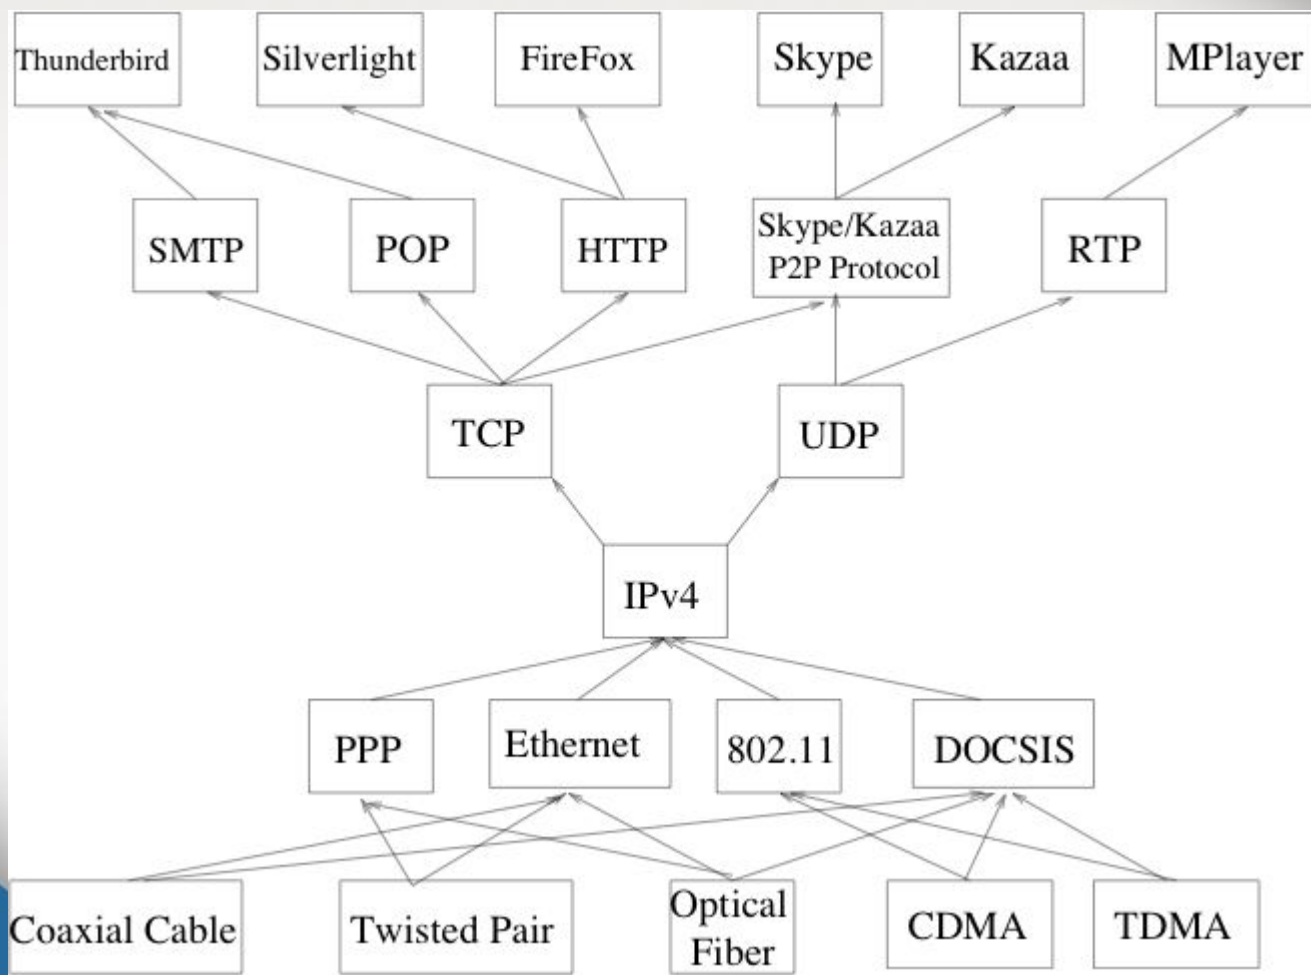 Thunderbird
Silverlight
FireFox
Skype
Kazaa
MPlayer
SMTP
POP
HTTP
Skype/Kazaa
P2P Protocol
RTP
TCP
UDP
IPv4
PPP
Ethernet
802.11
DOCSIS
Coaxial Cable
Twisted Pair
Optical
Fiber
CDMA
TDMA